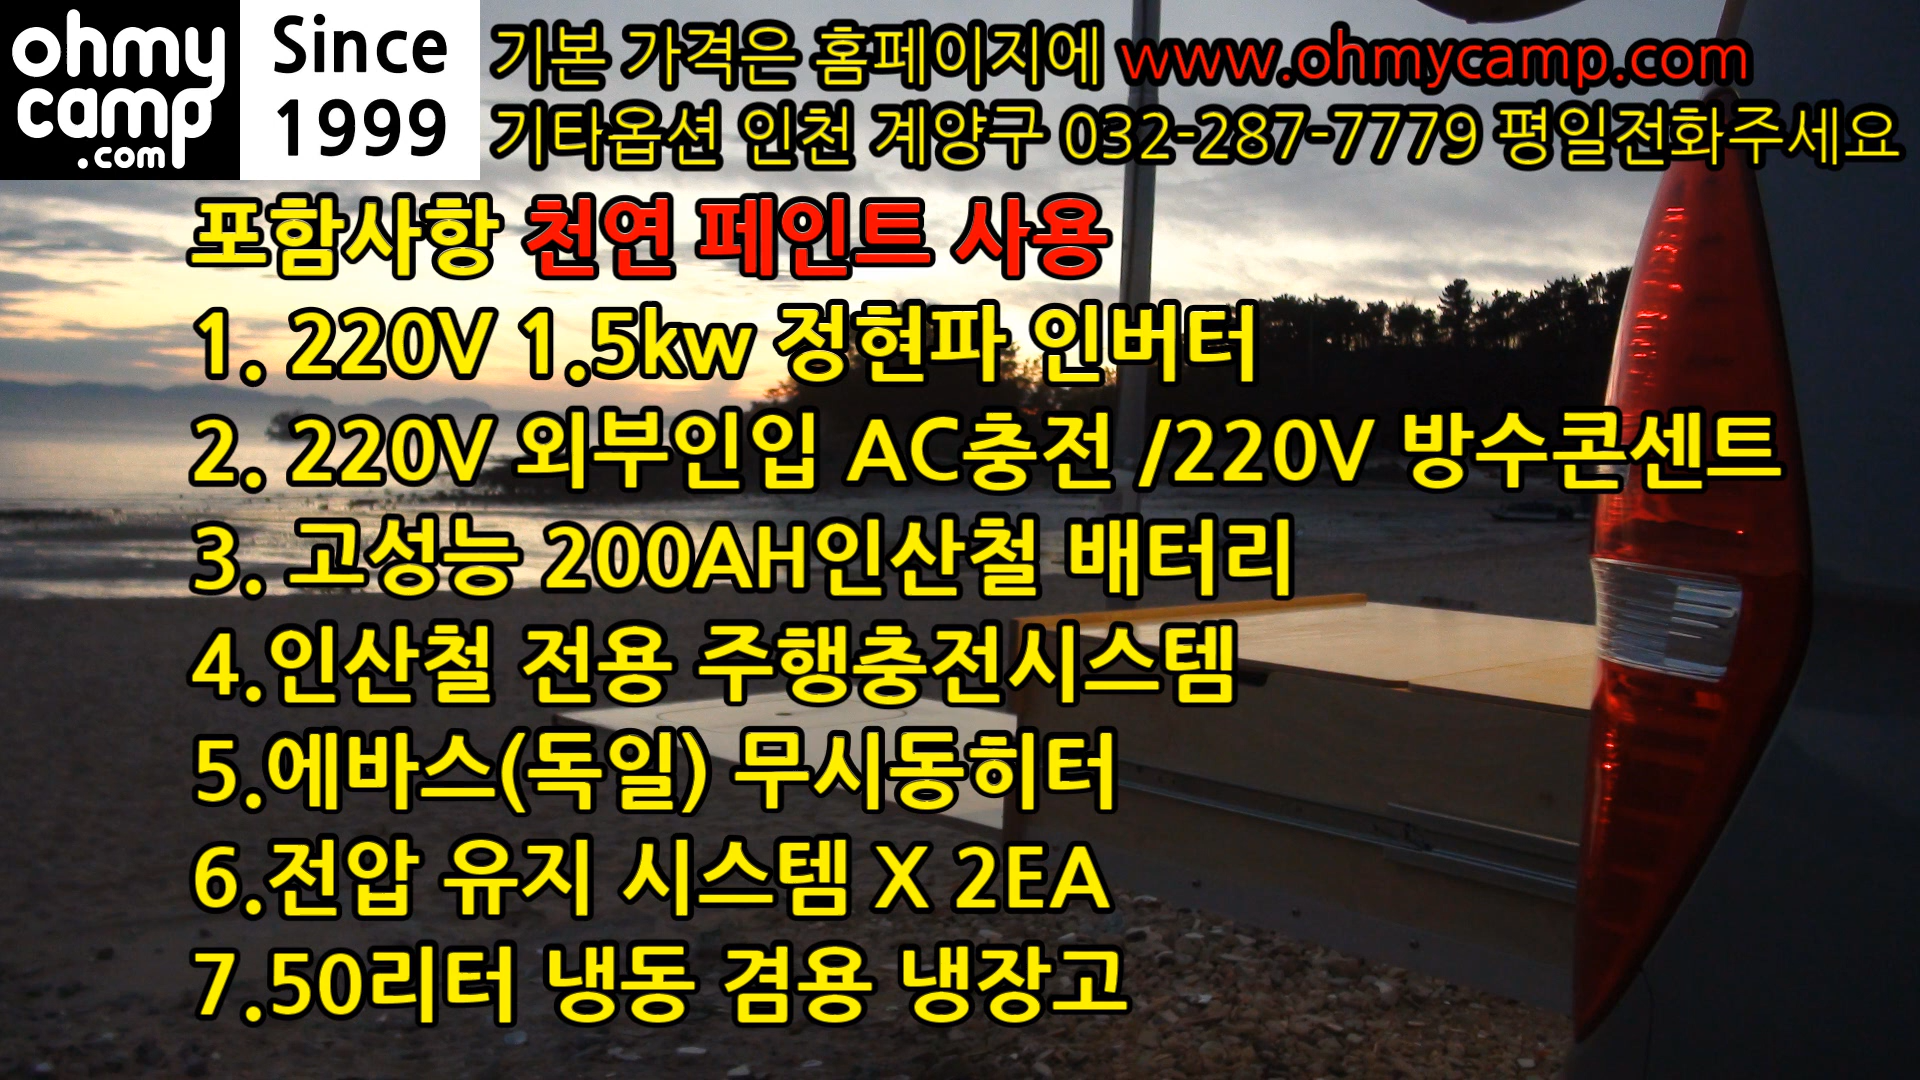 ohmy
camp
.com
Since
1999
기본 가격은 홈페이지에 www.ohmycamp.com
기타옵션 인천 계양구 032-287-7779 평일전화주세요
포함사항 천연 페인트 사용
1. 220V 1.5kw 정현파 인버터
2. 220V 외부인입 AC충전 /220V 방수콘센트
3. 고성능 200AH인산철 배터리
4.인산철 전용 주행충전시스템
5.에바스(독일) 무시동히터
6.전압 유지 시스템 X 2EA
7.50리터 냉동 겸용 냉장고